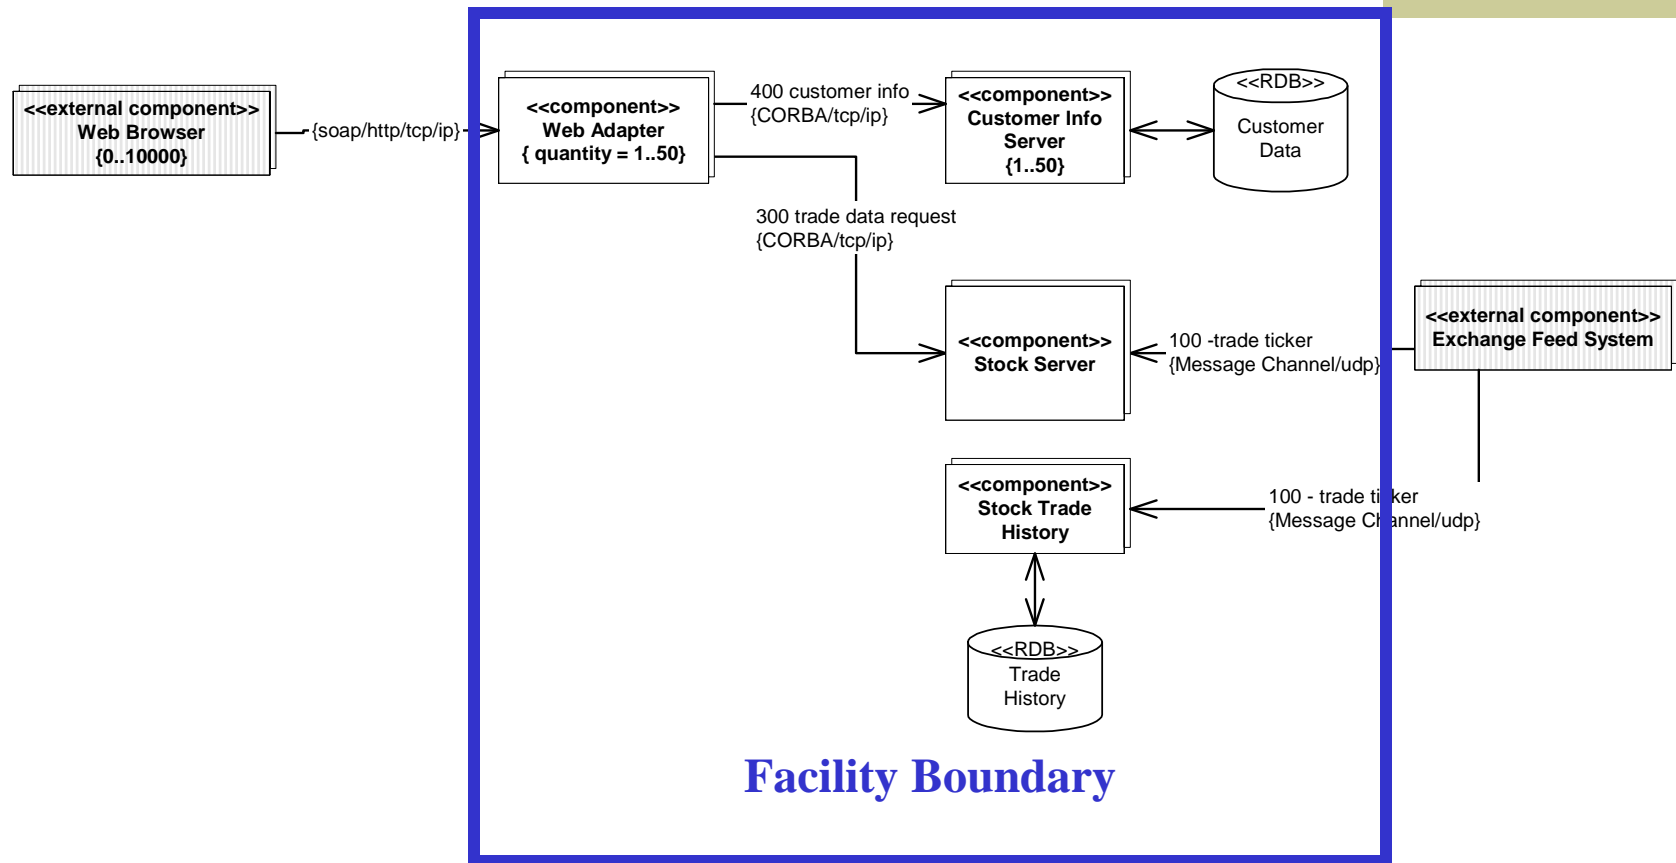 <<external component>>
Web Browser
{0..10000}
{soap/http/tcp/ip}
<<component>>
Web Adapter
{ quantity = 1..50}
400 customer info
{CORBA/tcp/ip}
<<component>>
Customer Info
Server
{1..50}
<<RDB>>
Customer
Data
300 trade data request
{CORBA/tcp/ip}
<<component>>
Stock Server
100 -trade ticker
{Message Channel/udp}
<<external component>>
Exchange Feed System
<<component>>
Stock Trade
History
100 - trade ticker
{Message Channel/udp}
<<RDB>>
Trade
History
Facility Boundary